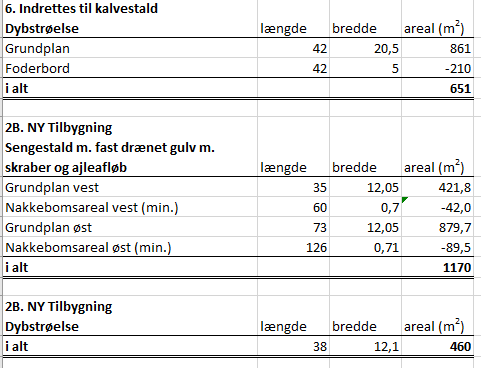 6. Indrettes til kalvestald
Dybstrøelse længde bredde areal (m²)
Grundplan 42 20,5 861
Foderbord 42 5 -210
i alt 651
2B. NY Tilbygning
Sengestald m. fast drænet gulv m.
skraber og ajleafløb længde bredde areal (m²)
Grundplan vest 35 12,05 421,8
Nakkebomsareal vest (min.) 60 0,7 -42,0
Grundplan øst 73 12,05 879,7
Nakkebomsareal øst (min.) 126 0,71 -89,5
i alt 1170
2B. NY Tilbygning
Dybstrøelse længde bredde areal (m²)
i alt 38 12,1 460